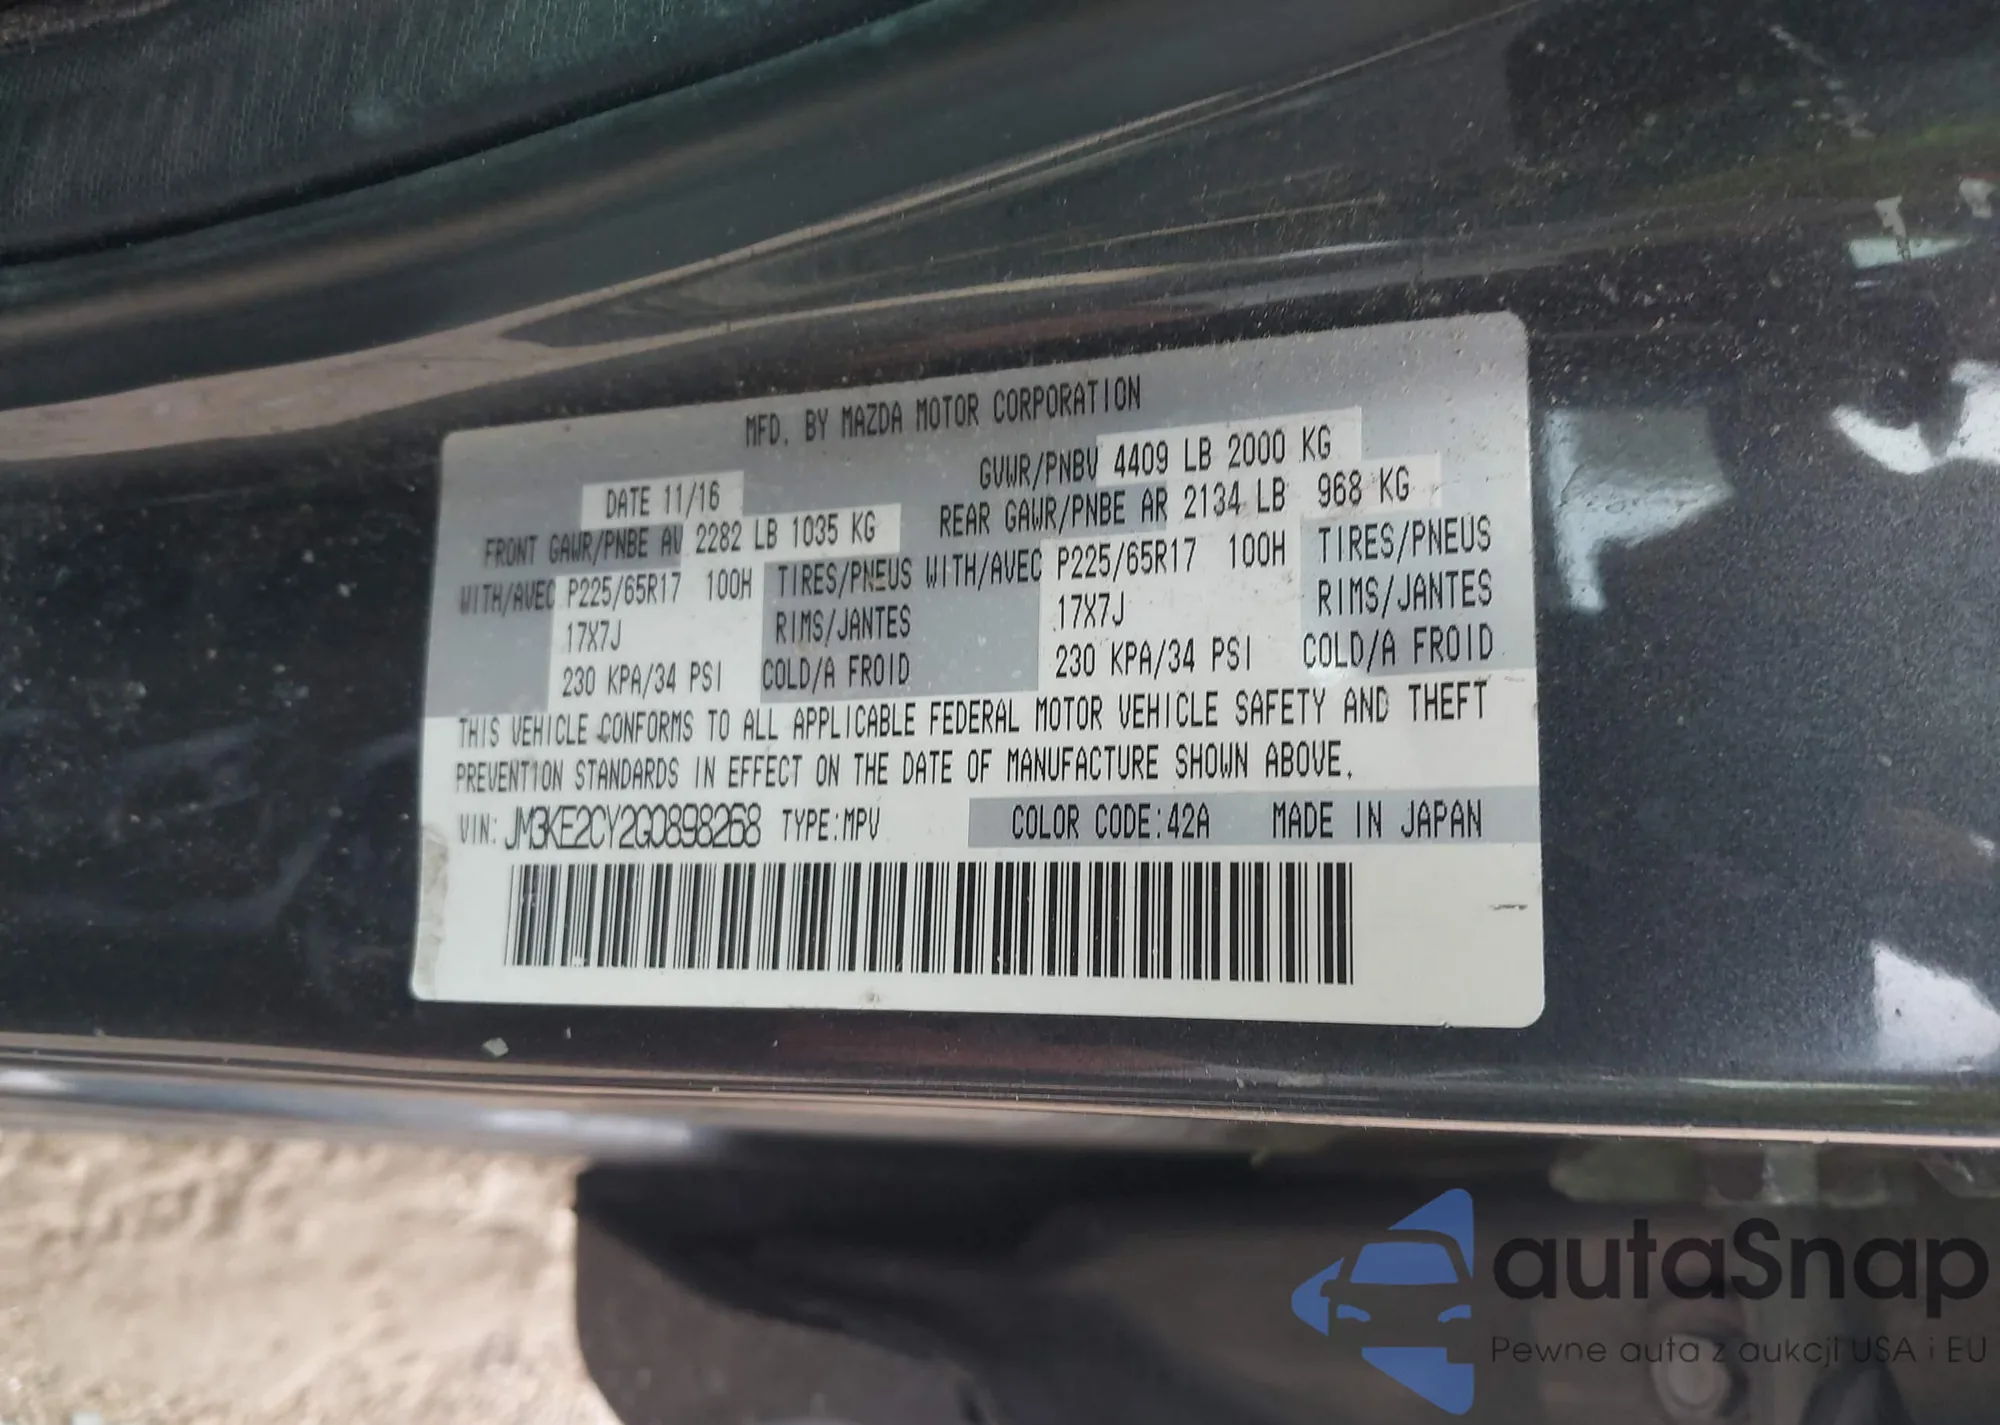 MFD. BY MAZDA MOTOR CORPORATION
DATE 11/16
GVWR/PNBV 4409 LB 2000 KG
FRONT GAWR/PNBE AV 2282 LB 1035 KG
REAR GAWR/PNBE AR 2134 LB 968 KG
WITH/AVEC P225/65R17 100H TIRES/PNEUS WITH/AVEC P225/65R17 100H TIRES/PNEUS
17X7J RIMS/JANTES 17X7J RIMS/JANTES
230 KPA/34 PSI COLD/A FROID 230 KPA/34 PSI COLD/A FROID
THIS VEHICLE CONFORMS TO ALL APPLICABLE FEDERAL MOTOR VEHICLE SAFETY AND THEFT
PREVENTION STANDARDS IN EFFECT ON THE DATE OF MANUFACTURE SHOWN ABOVE.
VIN: JM3KE2CY2G0898268 TYPE:MPV COLOR CODE:42A MADE IN JAPAN
autaSnap
Pewne auta z aukcji USA i EU